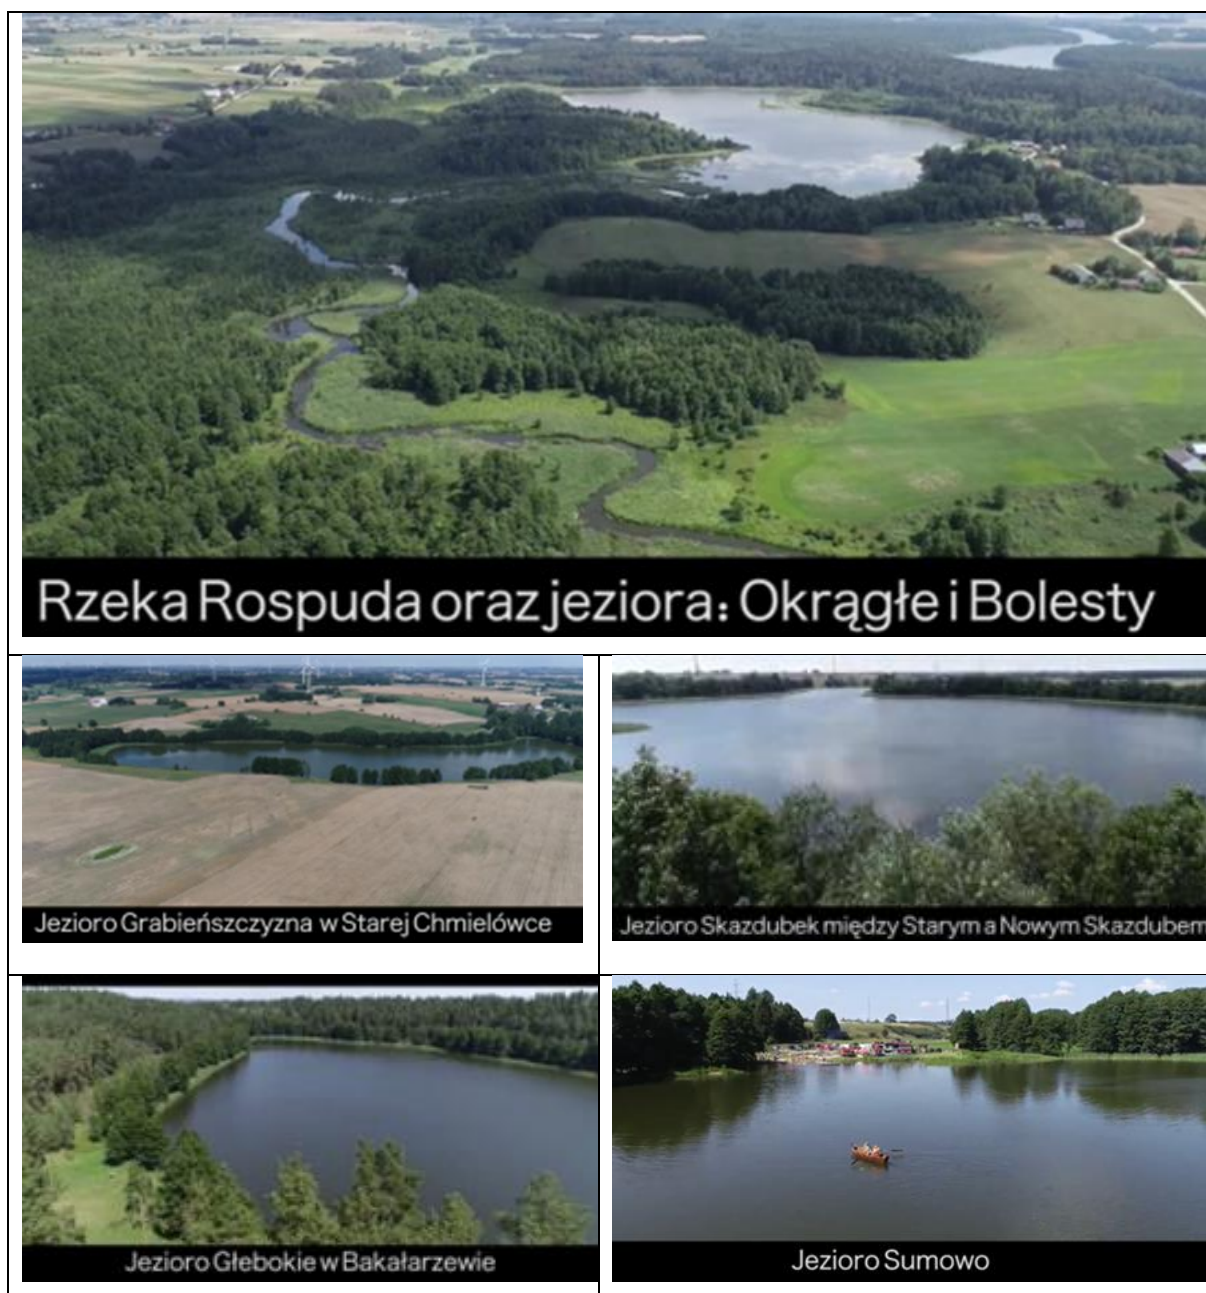 Rzeka Rospuda oraz jeziora: Okrągłe i Bolesty
Jezioro Grabieńszczyzna w Starej Chmielówce
Jezioro Skazdubek między Starym a Nowym Skazdubem
Jezioro Głebokie w Bakałarzewie
Jezioro Sumowo